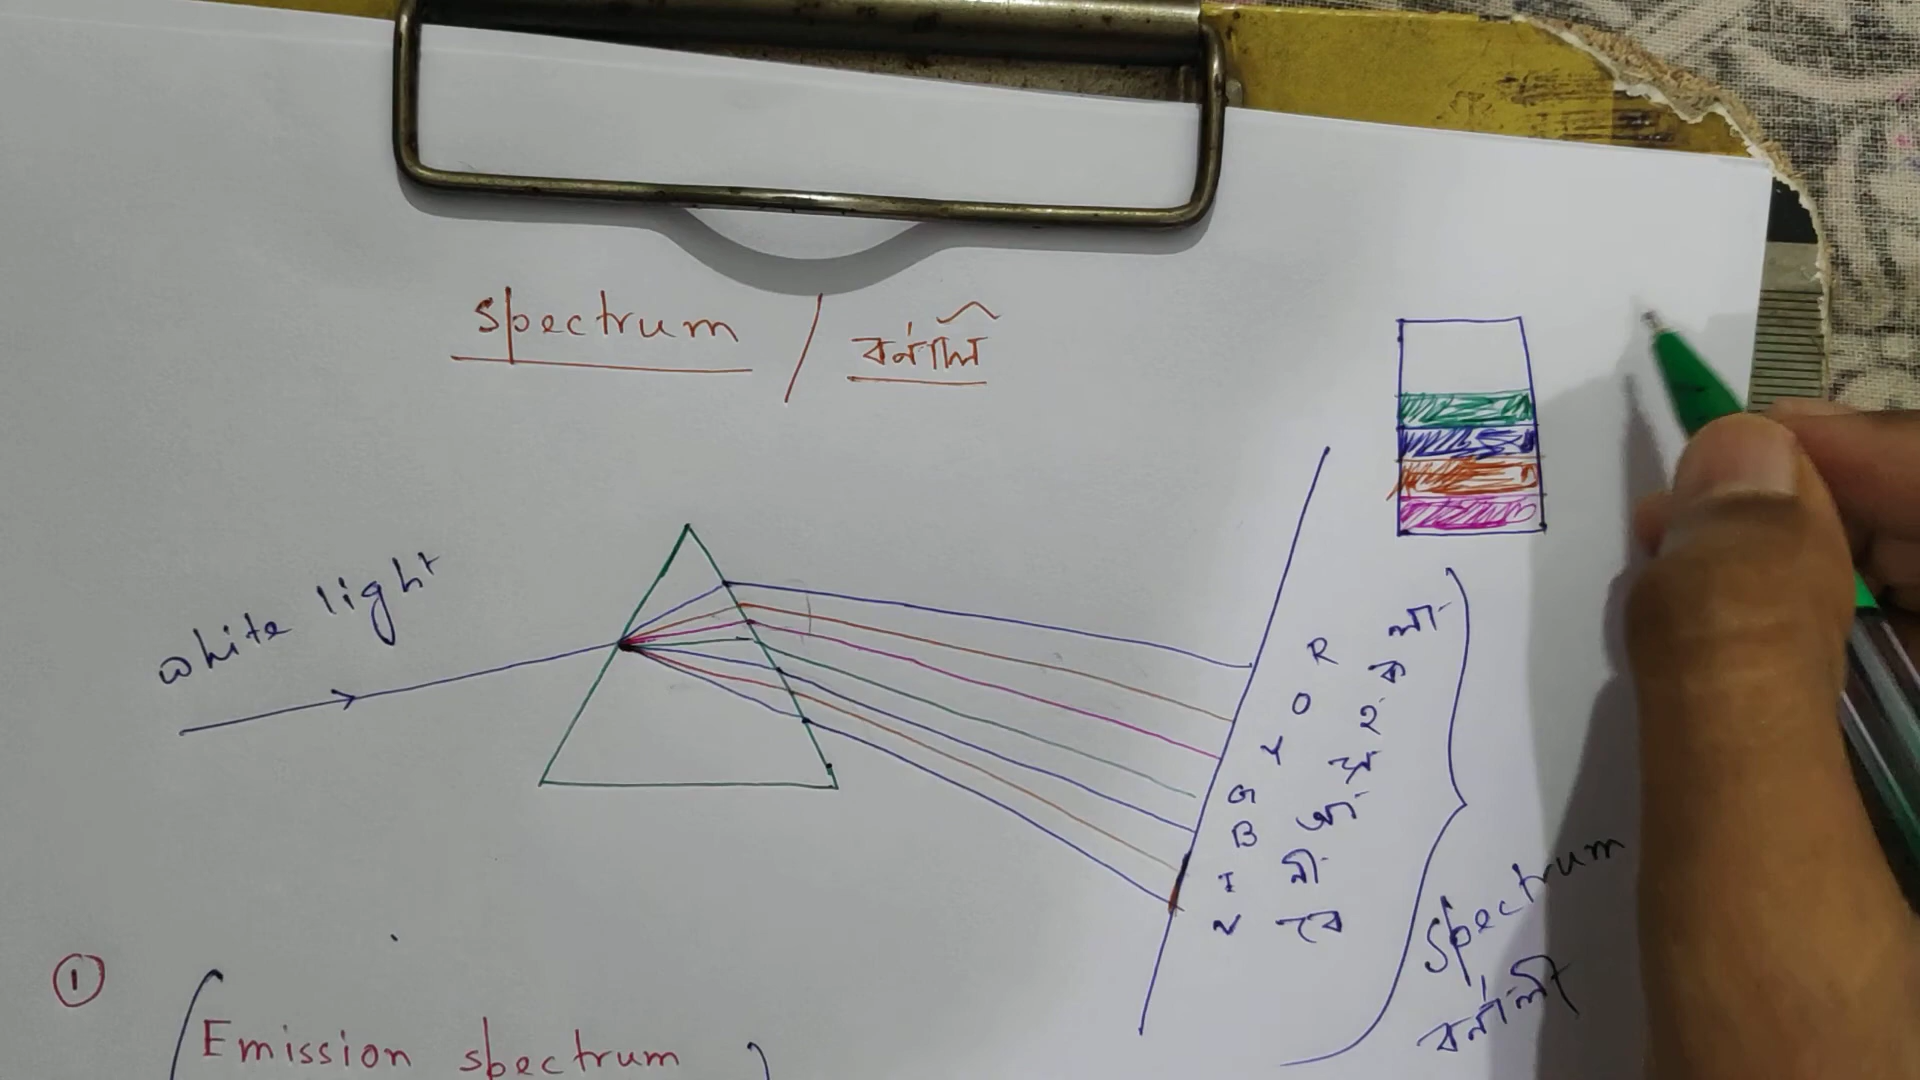 spectrum / বর্নালি
white light
R লা
O ক
Y হ
G
B আ
I নী
V বে
Spectrum
বর্নালী
①
Emission spectrum